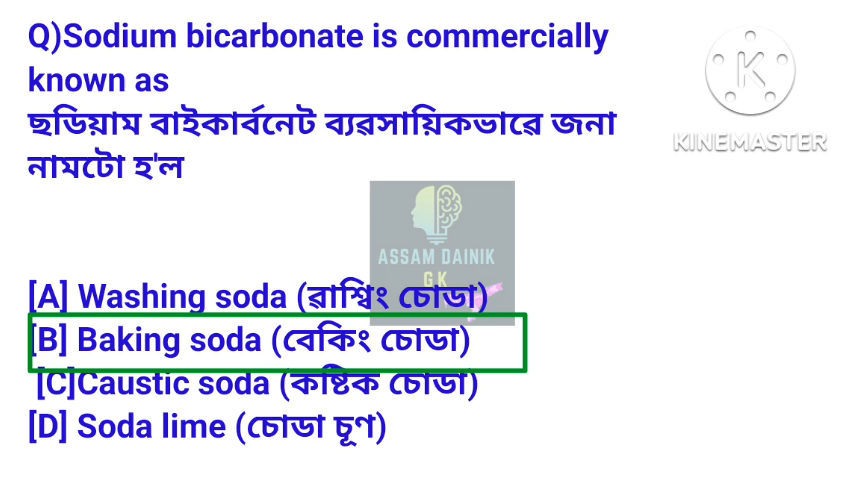 Q)Sodium bicarbonate is commercially
known as
ছডিয়াম বাইকাৰ্বনেট ব্যৱসায়িকভাৱে জনা
নামটো হ'ল
K
KINEMASTER
ASSAM DAINIK
G.K
[A] Washing soda (ৱাশ্বিং চোডা)
[B] Baking soda (বেকিং চোডা)
[C]Caustic soda (কষ্টিক চোডা)
[D] Soda lime (চোডা চূণ)